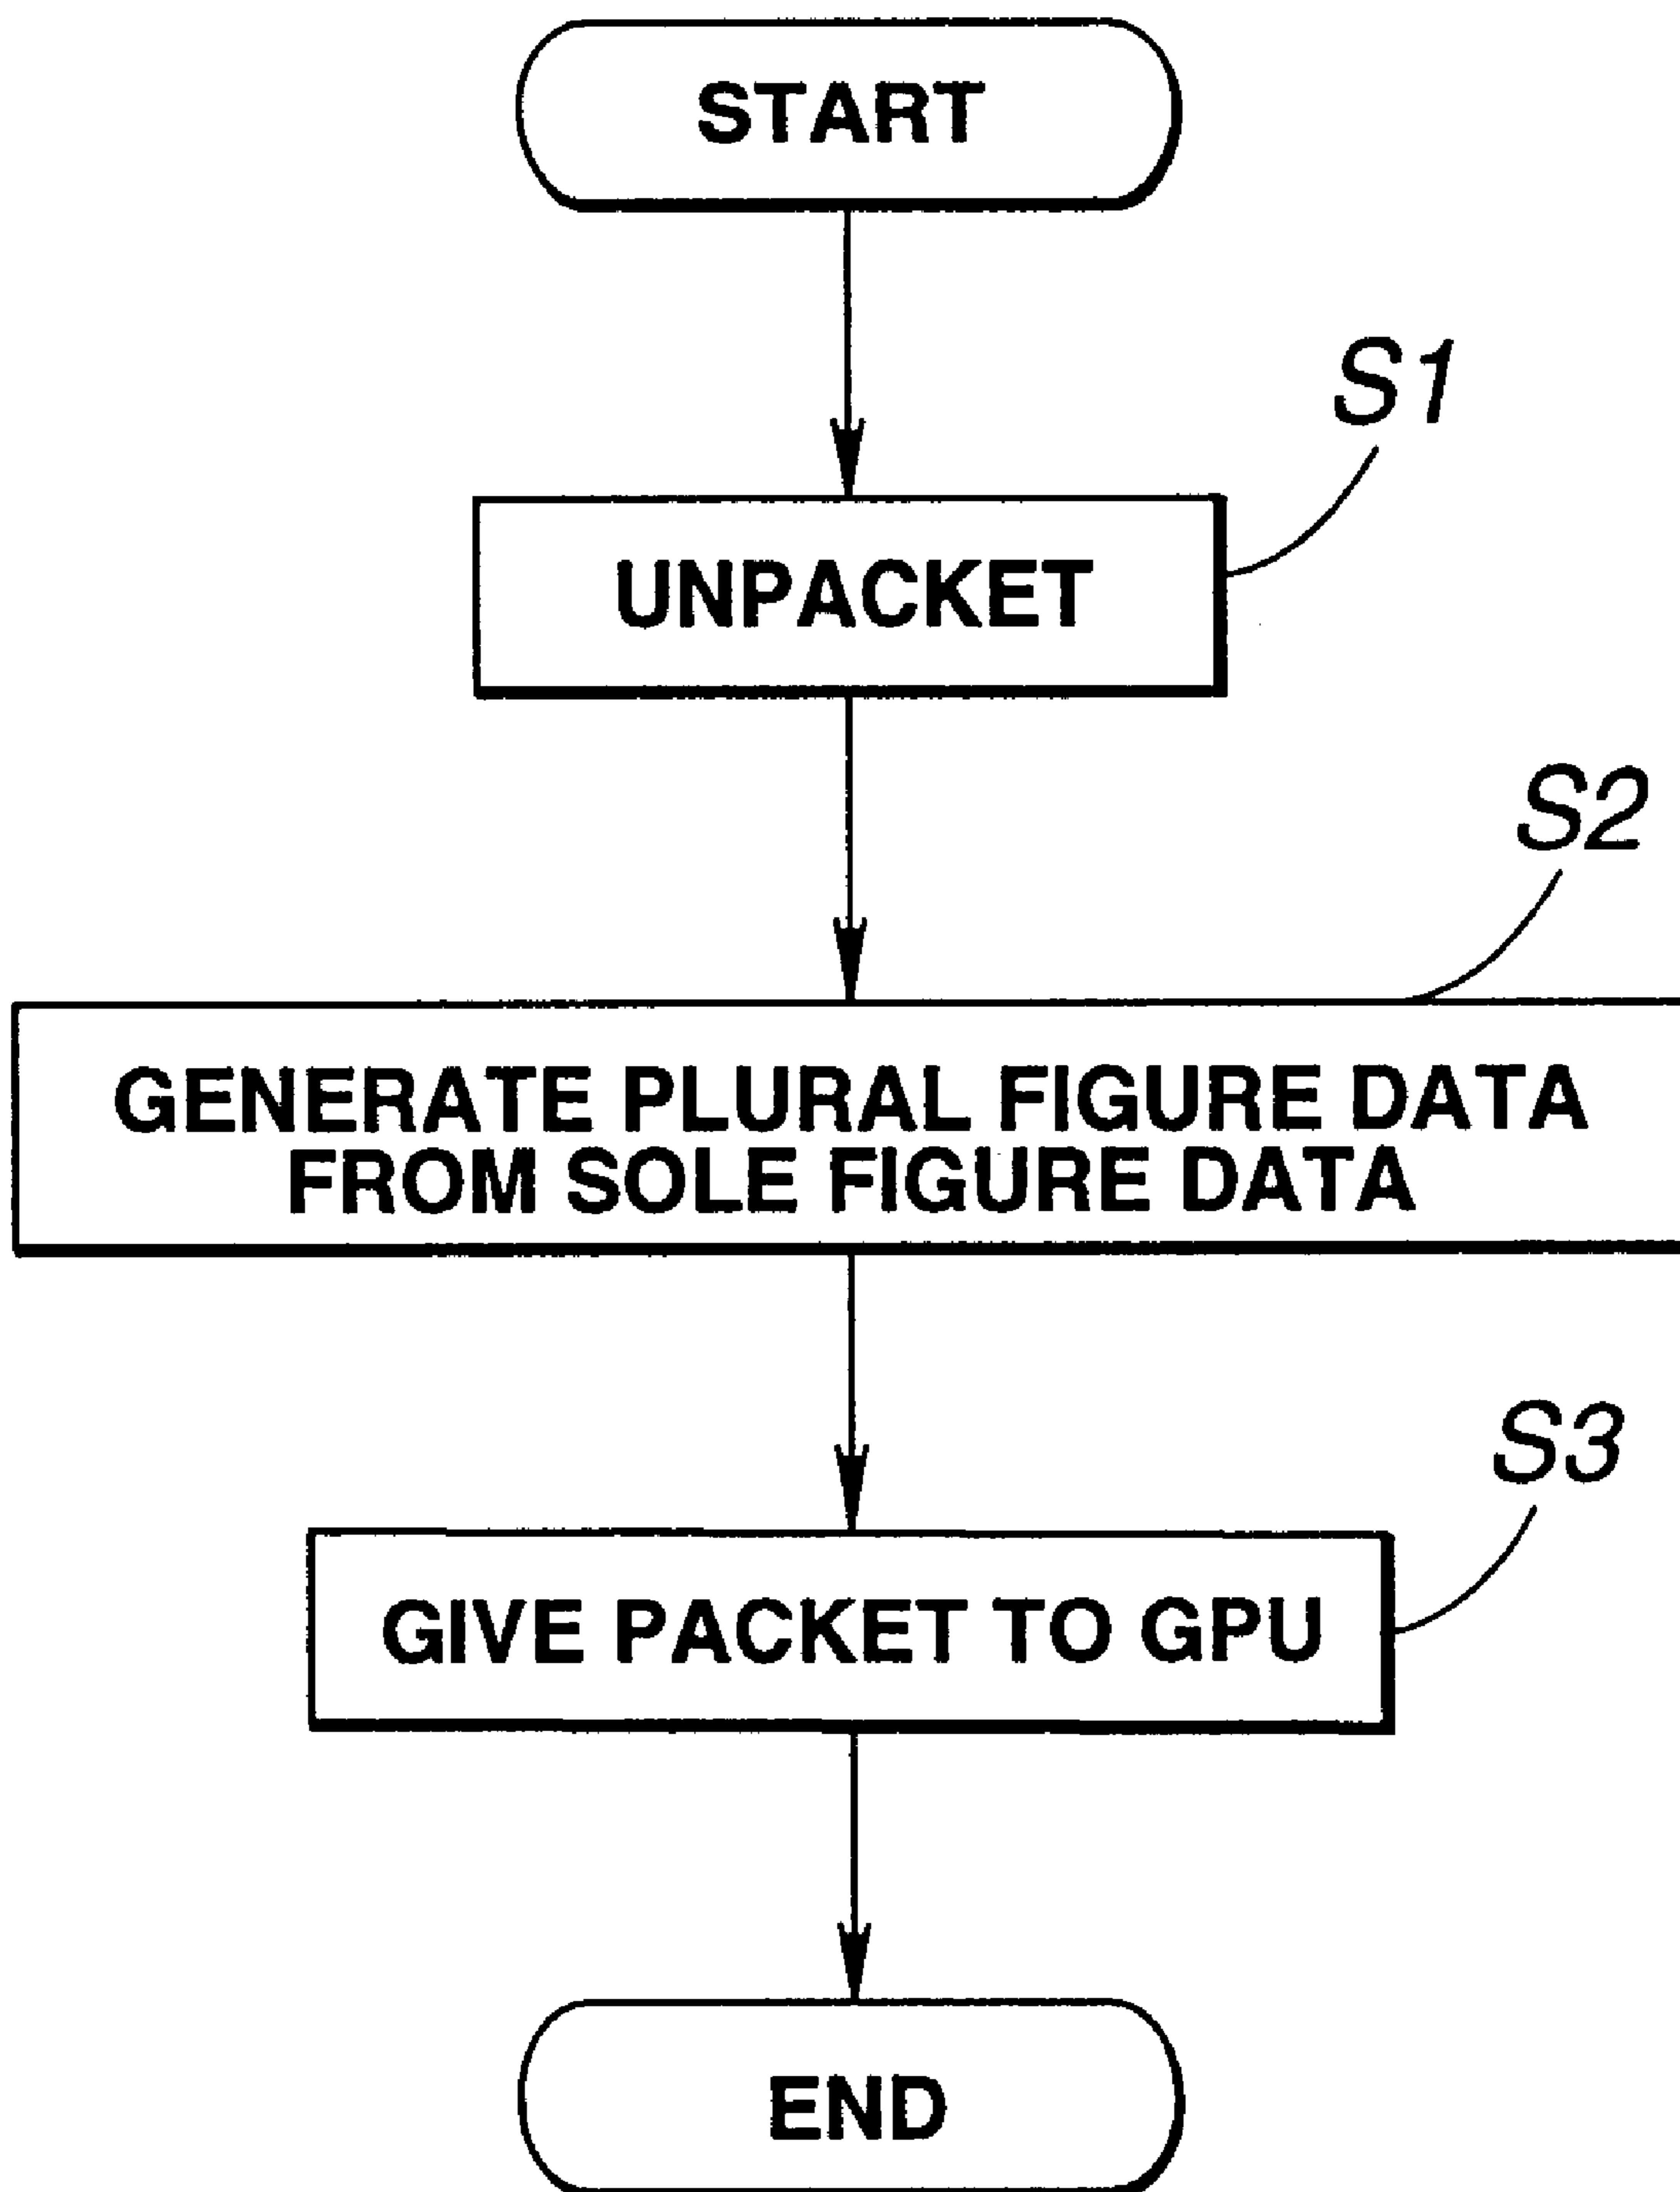 START
S1
UNPACKET
S2
GENERATE PLURAL FIGURE DATA
FROM SOLE FIGURE DATA
S3
GIVE PACKET TO GPU
END